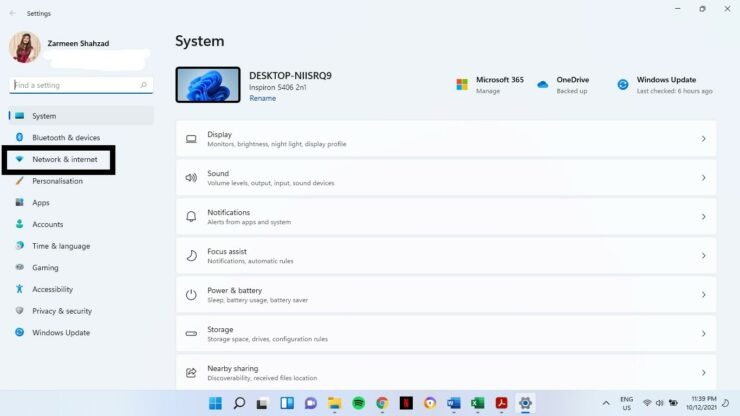 Settings
Zarmeen Shahzad
Find a setting
System
Bluetooth & devices
Network & internet
Personalisation
Apps
Accounts
Time & language
Gaming
Accessibility
Privacy & security
Windows Update
System
DESKTOP-NIISRQ9
Inspiron 5406 2n1
Rename
Microsoft 365
Manage
OneDrive
Backed up
Windows Update
Last checked: 6 hours ago
Display
Monitors, brightness, night light, display profile
Sound
Volume levels, output, input, sound devices
Notifications
Alerts from apps and system
Focus assist
Notifications, automatic rules
Power & battery
Sleep, battery usage, battery saver
Storage
Storage space, drives, configuration rules
Nearby sharing
Discoverability, received files location
ENG
US
11:39 PM
10/12/2021